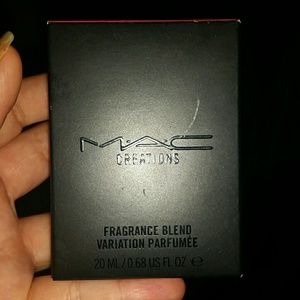 MAC
CREATIONS
FRAGRANCE BLEND
VARIATION PARFUMÉE
20 ML / 0.68 US FL OZ ℮